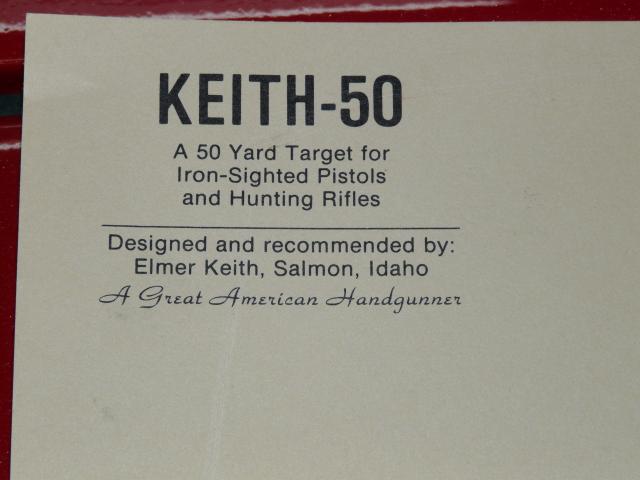 KEITH-50
A 50 Yard Target for
Iron-Sighted Pistols
and Hunting Rifles
Designed and recommended by:
Elmer Keith, Salmon, Idaho
A Great American Handgunner